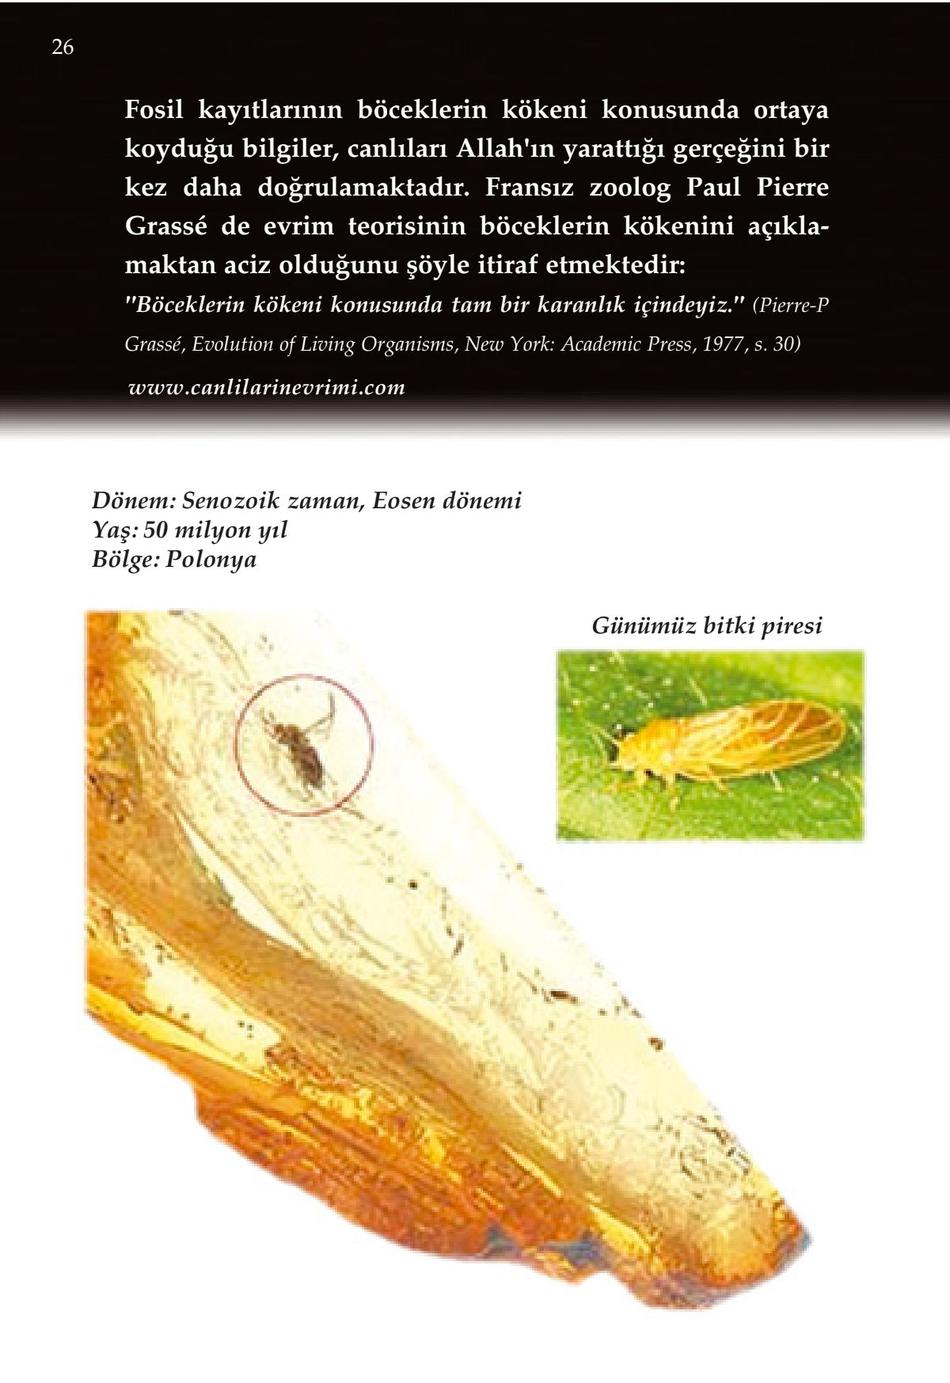 26
Fosil kayıtlarının böceklerin kökeni konusunda ortaya
koyduğu bilgiler, canlıları Allah'ın yarattığı gerçeğini bir
kez daha doğrulamaktadır. Fransız zoolog Paul Pierre
Grassé de evrim teorisinin böceklerin kökenini açıkla-
maktan aciz olduğunu şöyle itiraf etmektedir:
"Böceklerin kökeni konusunda tam bir karanlık içindeyiz." (Pierre-P
Grassé, Evolution of Living Organisms, New York: Academic Press, 1977, s. 30)
www.canlilarinevrimi.com
Dönem: Senozoik zaman, Eosen dönemi
Yaş: 50 milyon yıl
Bölge: Polonya
Günümüz bitki piresi